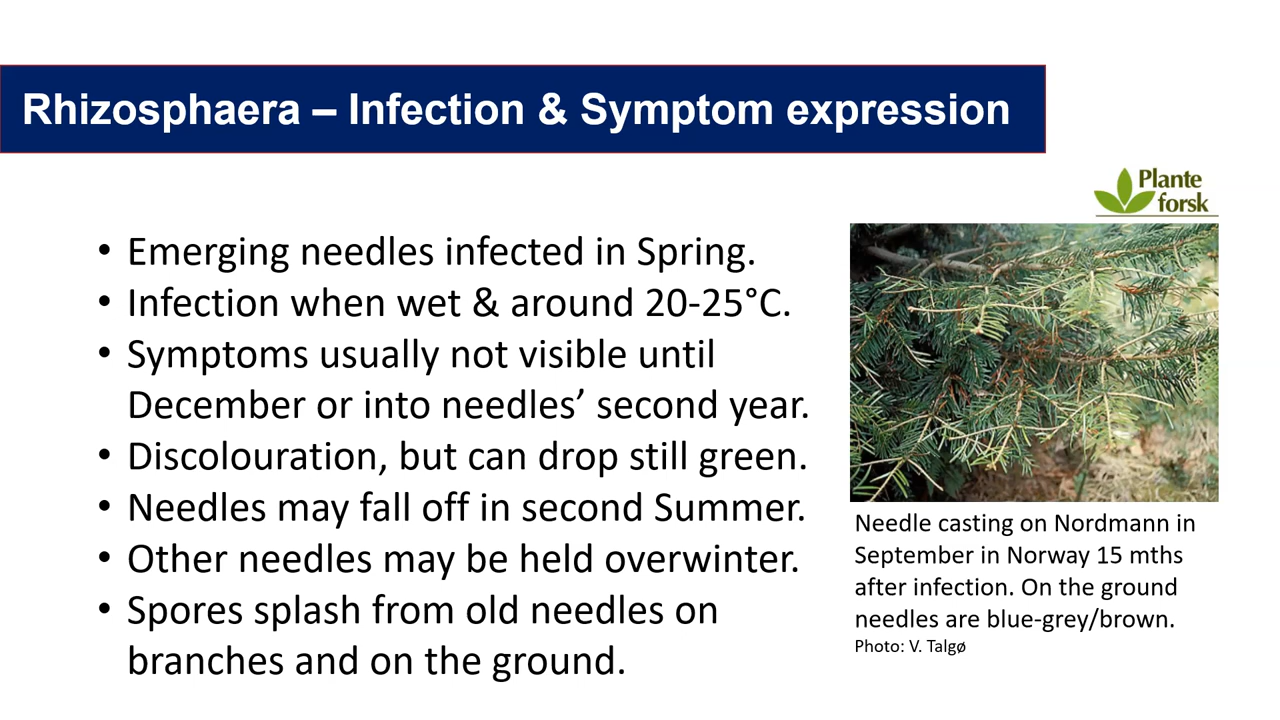 Rhizosphaera – Infection & Symptom expression
Plante
forsk
• Emerging needles infected in Spring.
• Infection when wet & around 20-25°C.
• Symptoms usually not visible until
December or into needles’ second year.
• Discolouration, but can drop still green.
• Needles may fall off in second Summer.
• Other needles may be held overwinter.
• Spores splash from old needles on
branches and on the ground.
Needle casting on Nordmann in
September in Norway 15 mths
after infection. On the ground
needles are blue-grey/brown.
Photo: V. Talgø